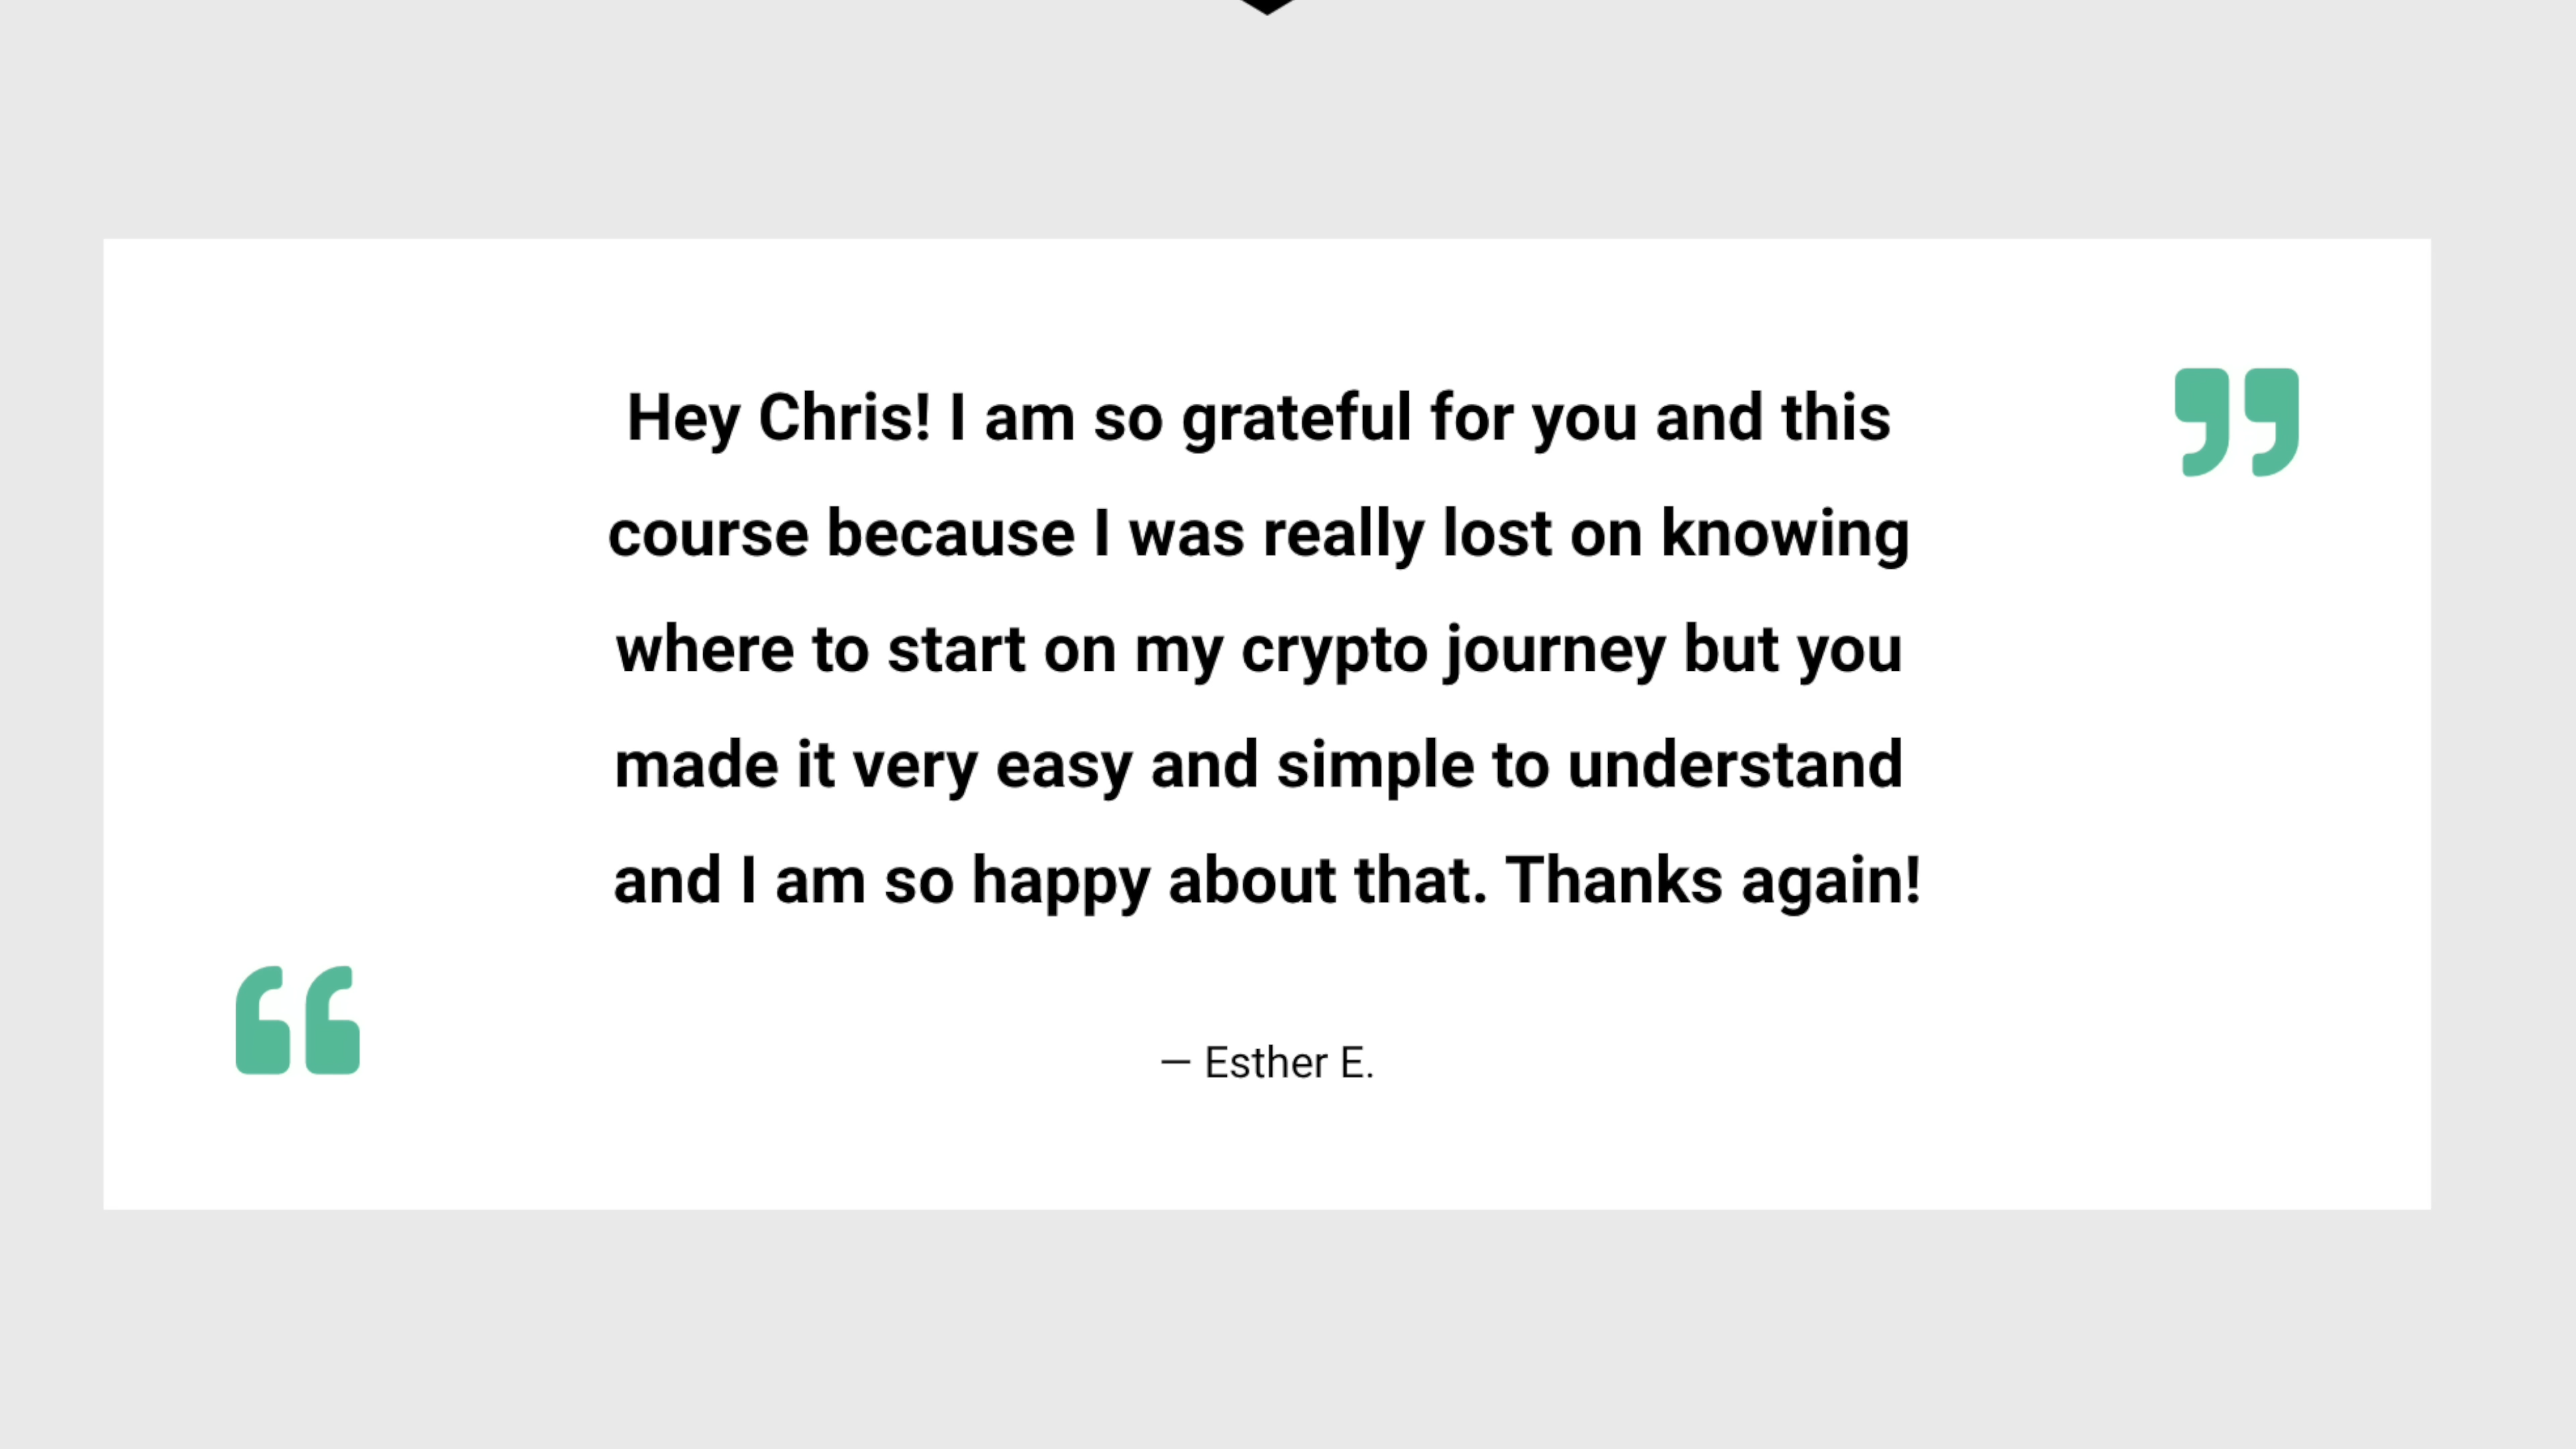 Hey Chris! I am so grateful for you and this
course because I was really lost on knowing
where to start on my crypto journey but you
made it very easy and simple to understand
and I am so happy about that. Thanks again!
— Esther E.